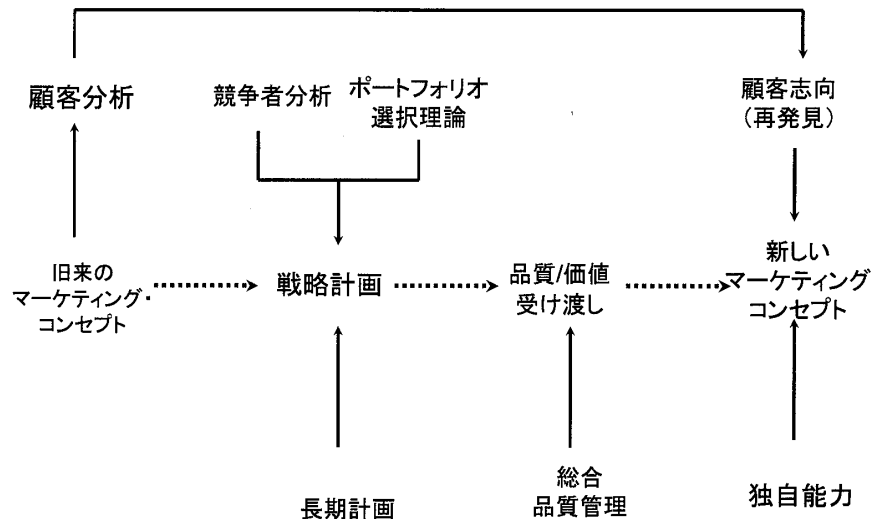 顧客分析
競争者分析
ポートフォリオ
選択理論
顧客志向
（再発見）
旧来の
マーケティング・
コンセプト
戦略計画
品質/価値
受け渡し
新しい
マーケティング
コンセプト
長期計画
総合
品質管理
独自能力